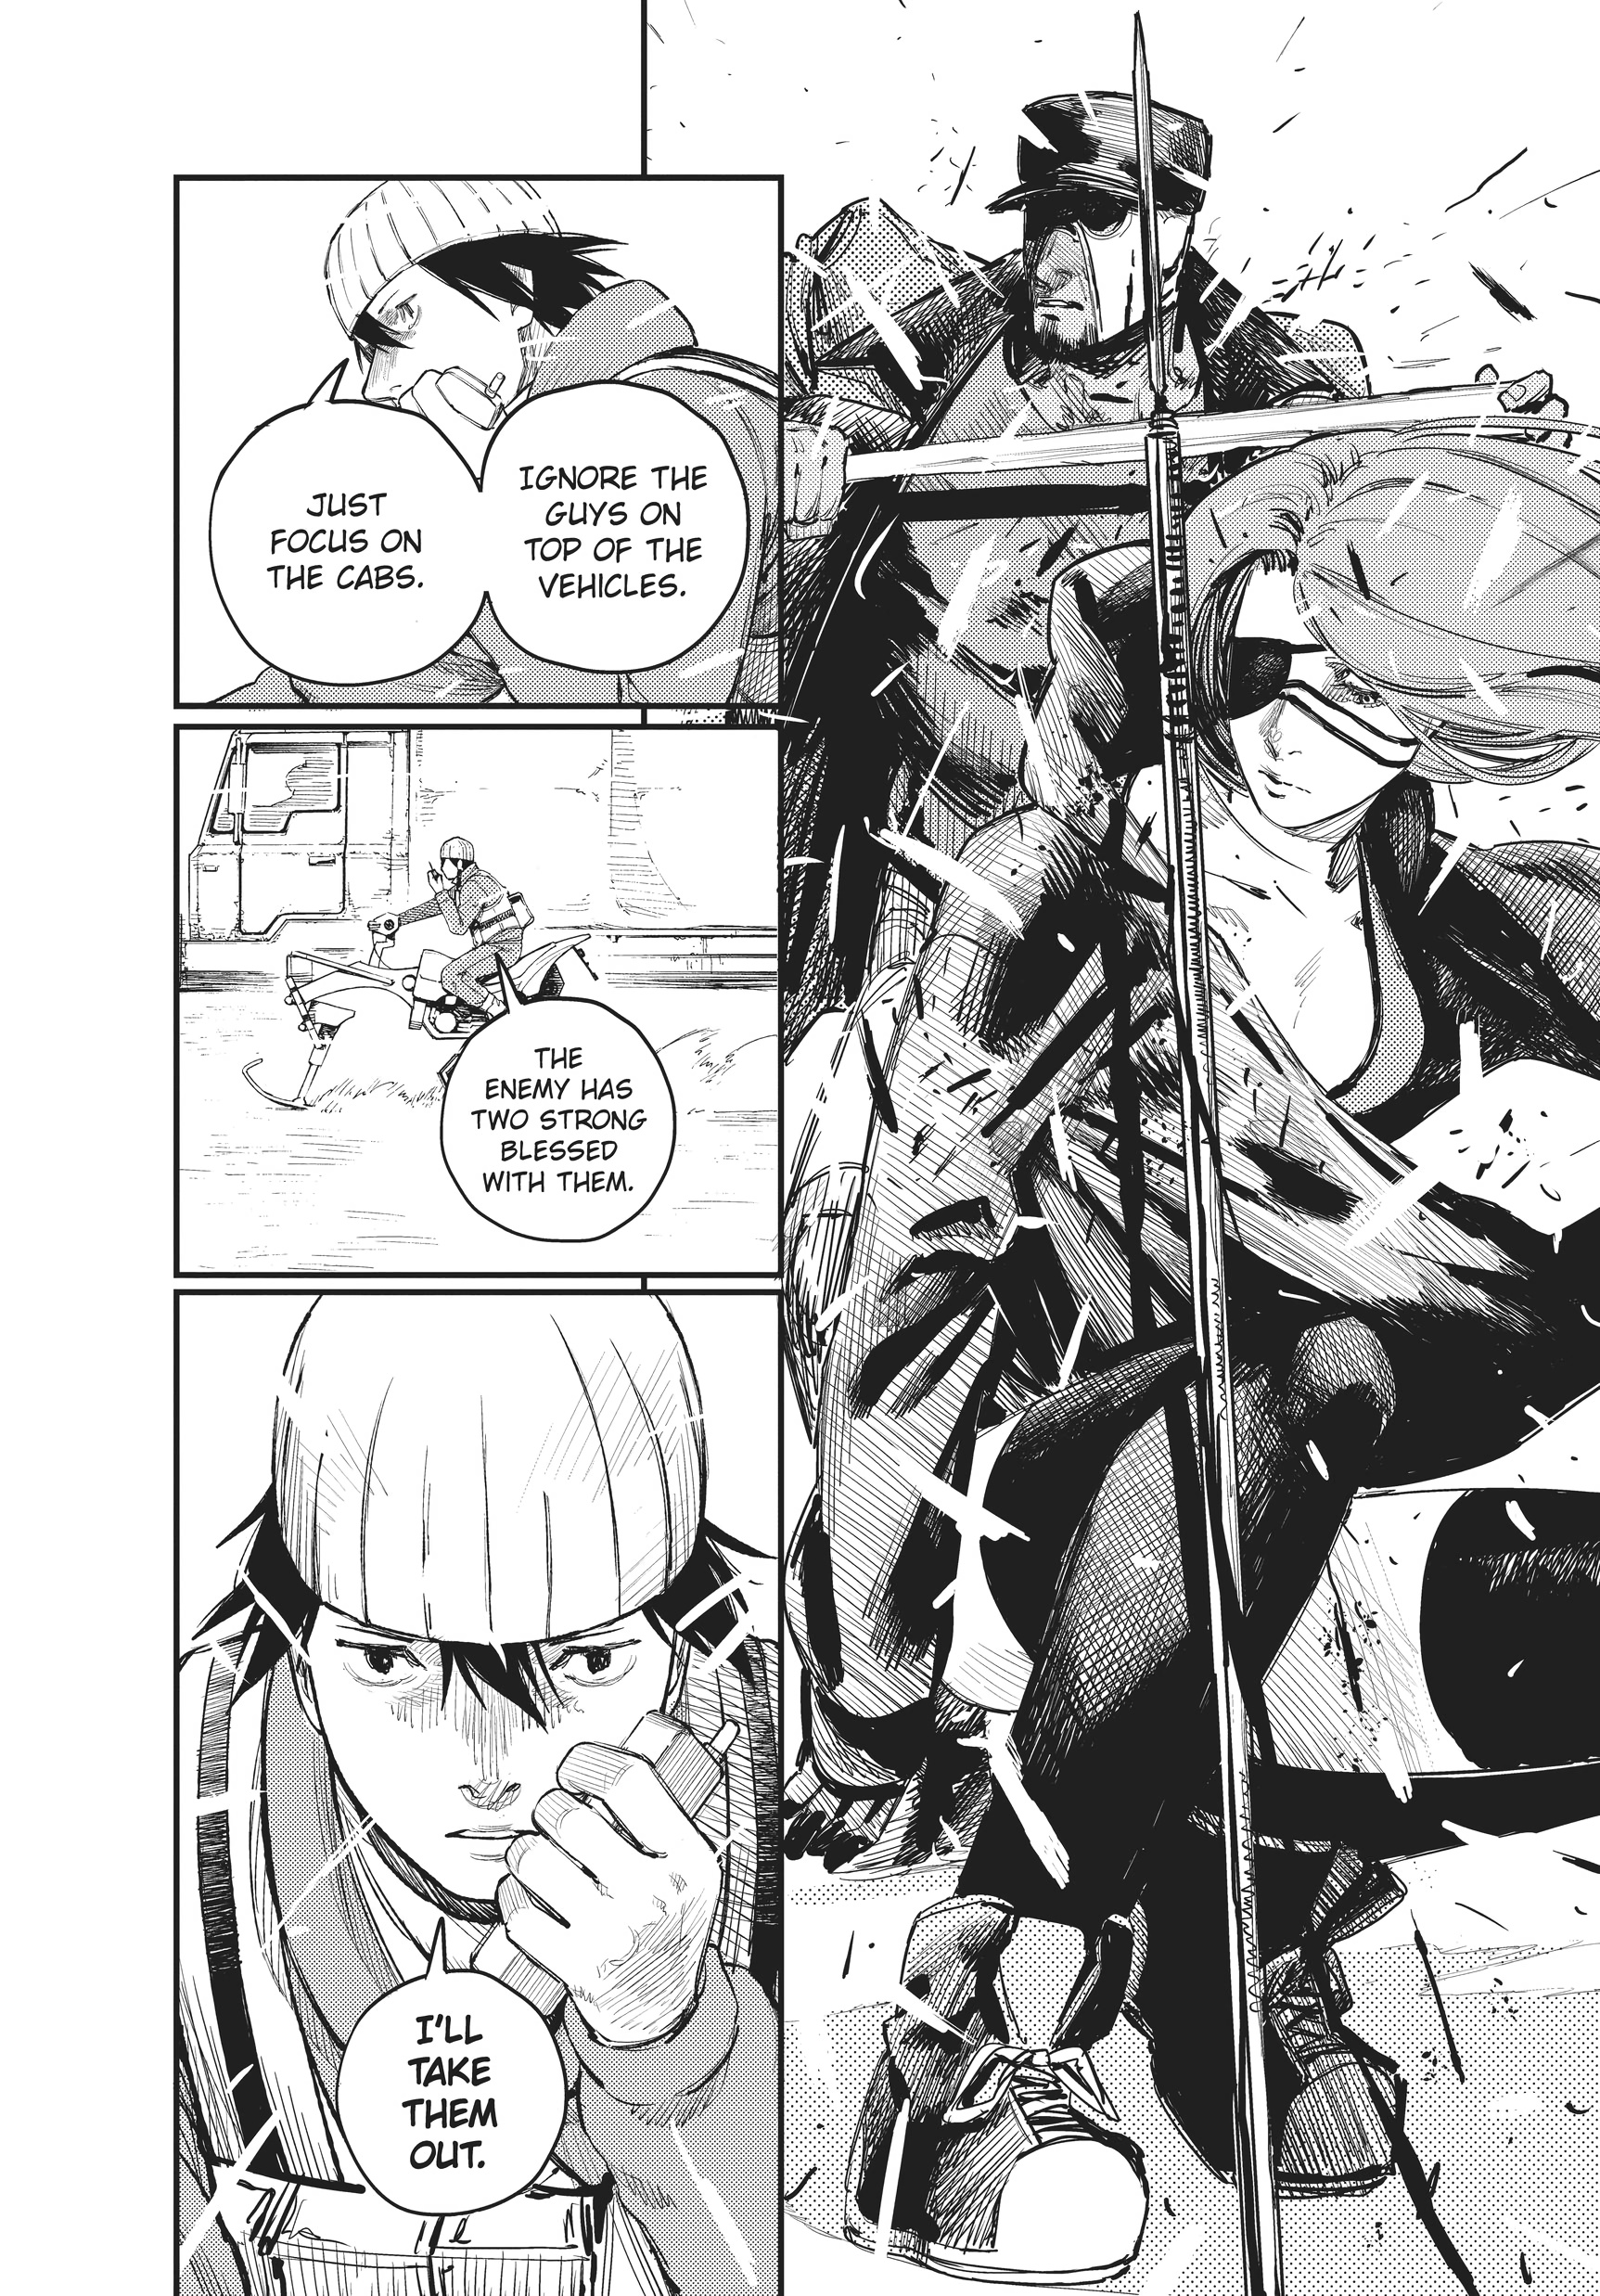 IGNORE THE
GUYS ON
TOP OF THE
VEHICLES.
JUST
FOCUS ON
THE CABS.
THE
ENEMY HAS
TWO STRONG
BLESSED
WITH THEM.
I'LL
TAKE
THEM
OUT.